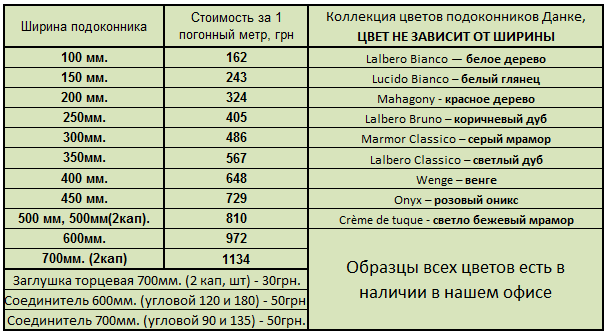 Ширина подоконника
Стоимость за 1
погонный метр, грн
Коллекция цветов подоконников Данке,
ЦВЕТ НЕ ЗАВИСИТ ОТ ШИРИНЫ
100 мм.
162
Lalbero Bianco — белое дерево
150 мм.
243
Lucido Bianco – белый глянец
200 мм.
324
Mahagony - красное дерево
250мм.
405
Lalbero Bruno – коричневый дуб
300мм.
486
Marmor Classico – серый мрамор
350мм.
567
Lalbero Classico – светлый дуб
400 мм.
648
Wenge – венге
450 мм.
729
Onyx – розовый оникс
500 мм, 500мм(2кап).
810
Crème de tuque - светло бежевый мрамор
600мм.
972
700мм. (2кап)
1134
Заглушка торцевая 700мм. (2 кап, шт) - 30грн.
Соединитель 600мм. (угловой 120 и 180) - 50грн
Соединитель 700мм. (угловой 90 и 135) - 50грн.
Образцы всех цветов есть в
наличии в нашем офисе